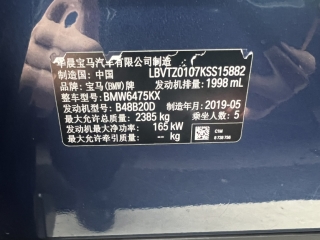 华晨宝马汽车有限公司制造
制造国：中国 LBVTZ0107KSS15882
品牌：宝马(BMW)牌 发动机排量：1998 mL
整车型号：BMW6475KX
发动机型号：B48B20D 制造年月：2019-05
最大允许总质量：2385 kg 乘坐人数：5
发动机最大净功率：165 kW
最大允许牵引质量：-- kg